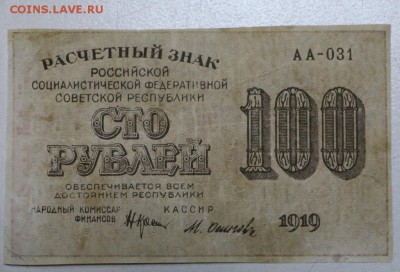 COINS.LAVE.RU
РАСЧЕТНЫЙ ЗНАК
РОССИЙСКОЙ
СОЦИАЛИСТИЧЕСКОЙ ФЕДЕРАТИВНОЙ
СОВЕТСКОЙ РЕСПУБЛИКИ
СТО
РУБЛЕЙ
ОБЕСПЕЧИВАЕТСЯ ВСЕМ
ДОСТОЯНИЕМ РЕСПУБЛИКИ
НАРОДНЫЙ КОМИССАР
ФИНАНСОВ
КАССИР
АА-031
100
1919